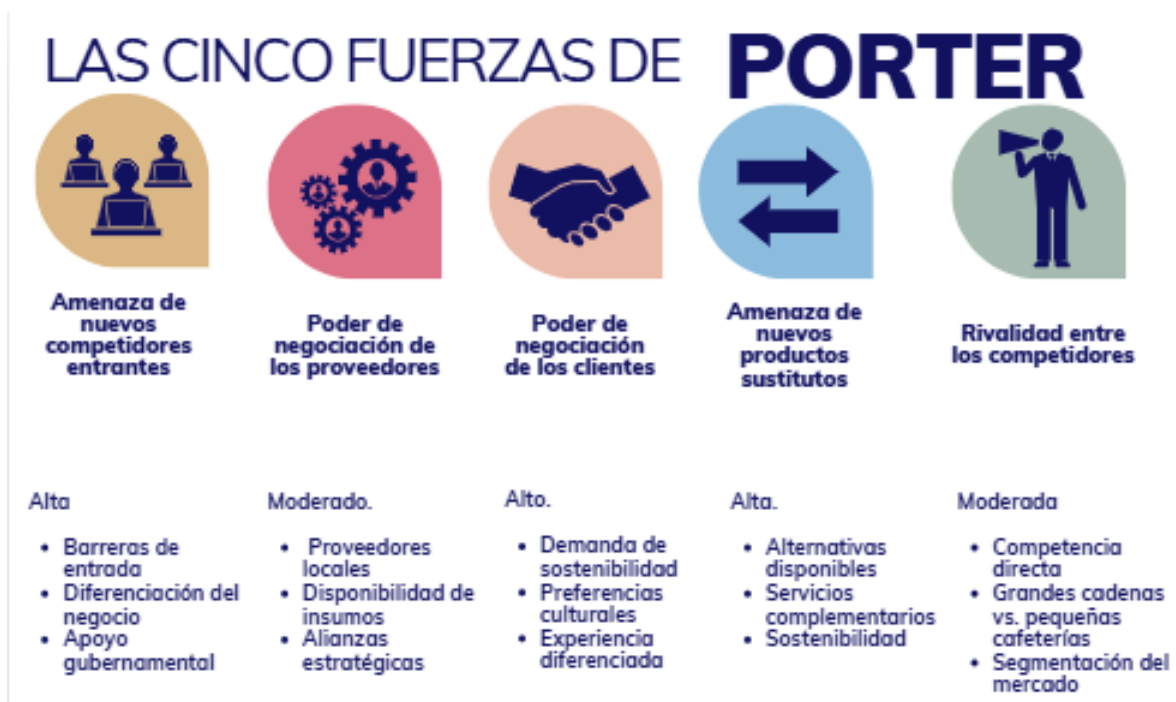 LAS CINCO FUERZAS DE PORTER
Amenaza de
nuevos
competidores
entrantes
Poder de
negociación de
los proveedores
Poder de
negociación
de los clientes
Amenaza de
nuevos
productos
sustitutos
Rivalidad entre
los competidores
Alta
• Barreras de
entrada
• Diferenciación del
negocio
• Apoyo
gubernamental
Moderado.
• Proveedores
locales
• Disponibilidad de
insumos
• Alianzas
estratégicas
Alto.
• Demanda de
sostenibilidad
• Preferencias
culturales
• Experiencia
diferenciada
Alta.
• Alternativas
disponibles
• Servicios
complementarios
• Sostenibilidad
Moderada
• Competencia
directa
• Grandes cadenas
vs. pequeñas
cafeterías
• Segmentación del
mercado